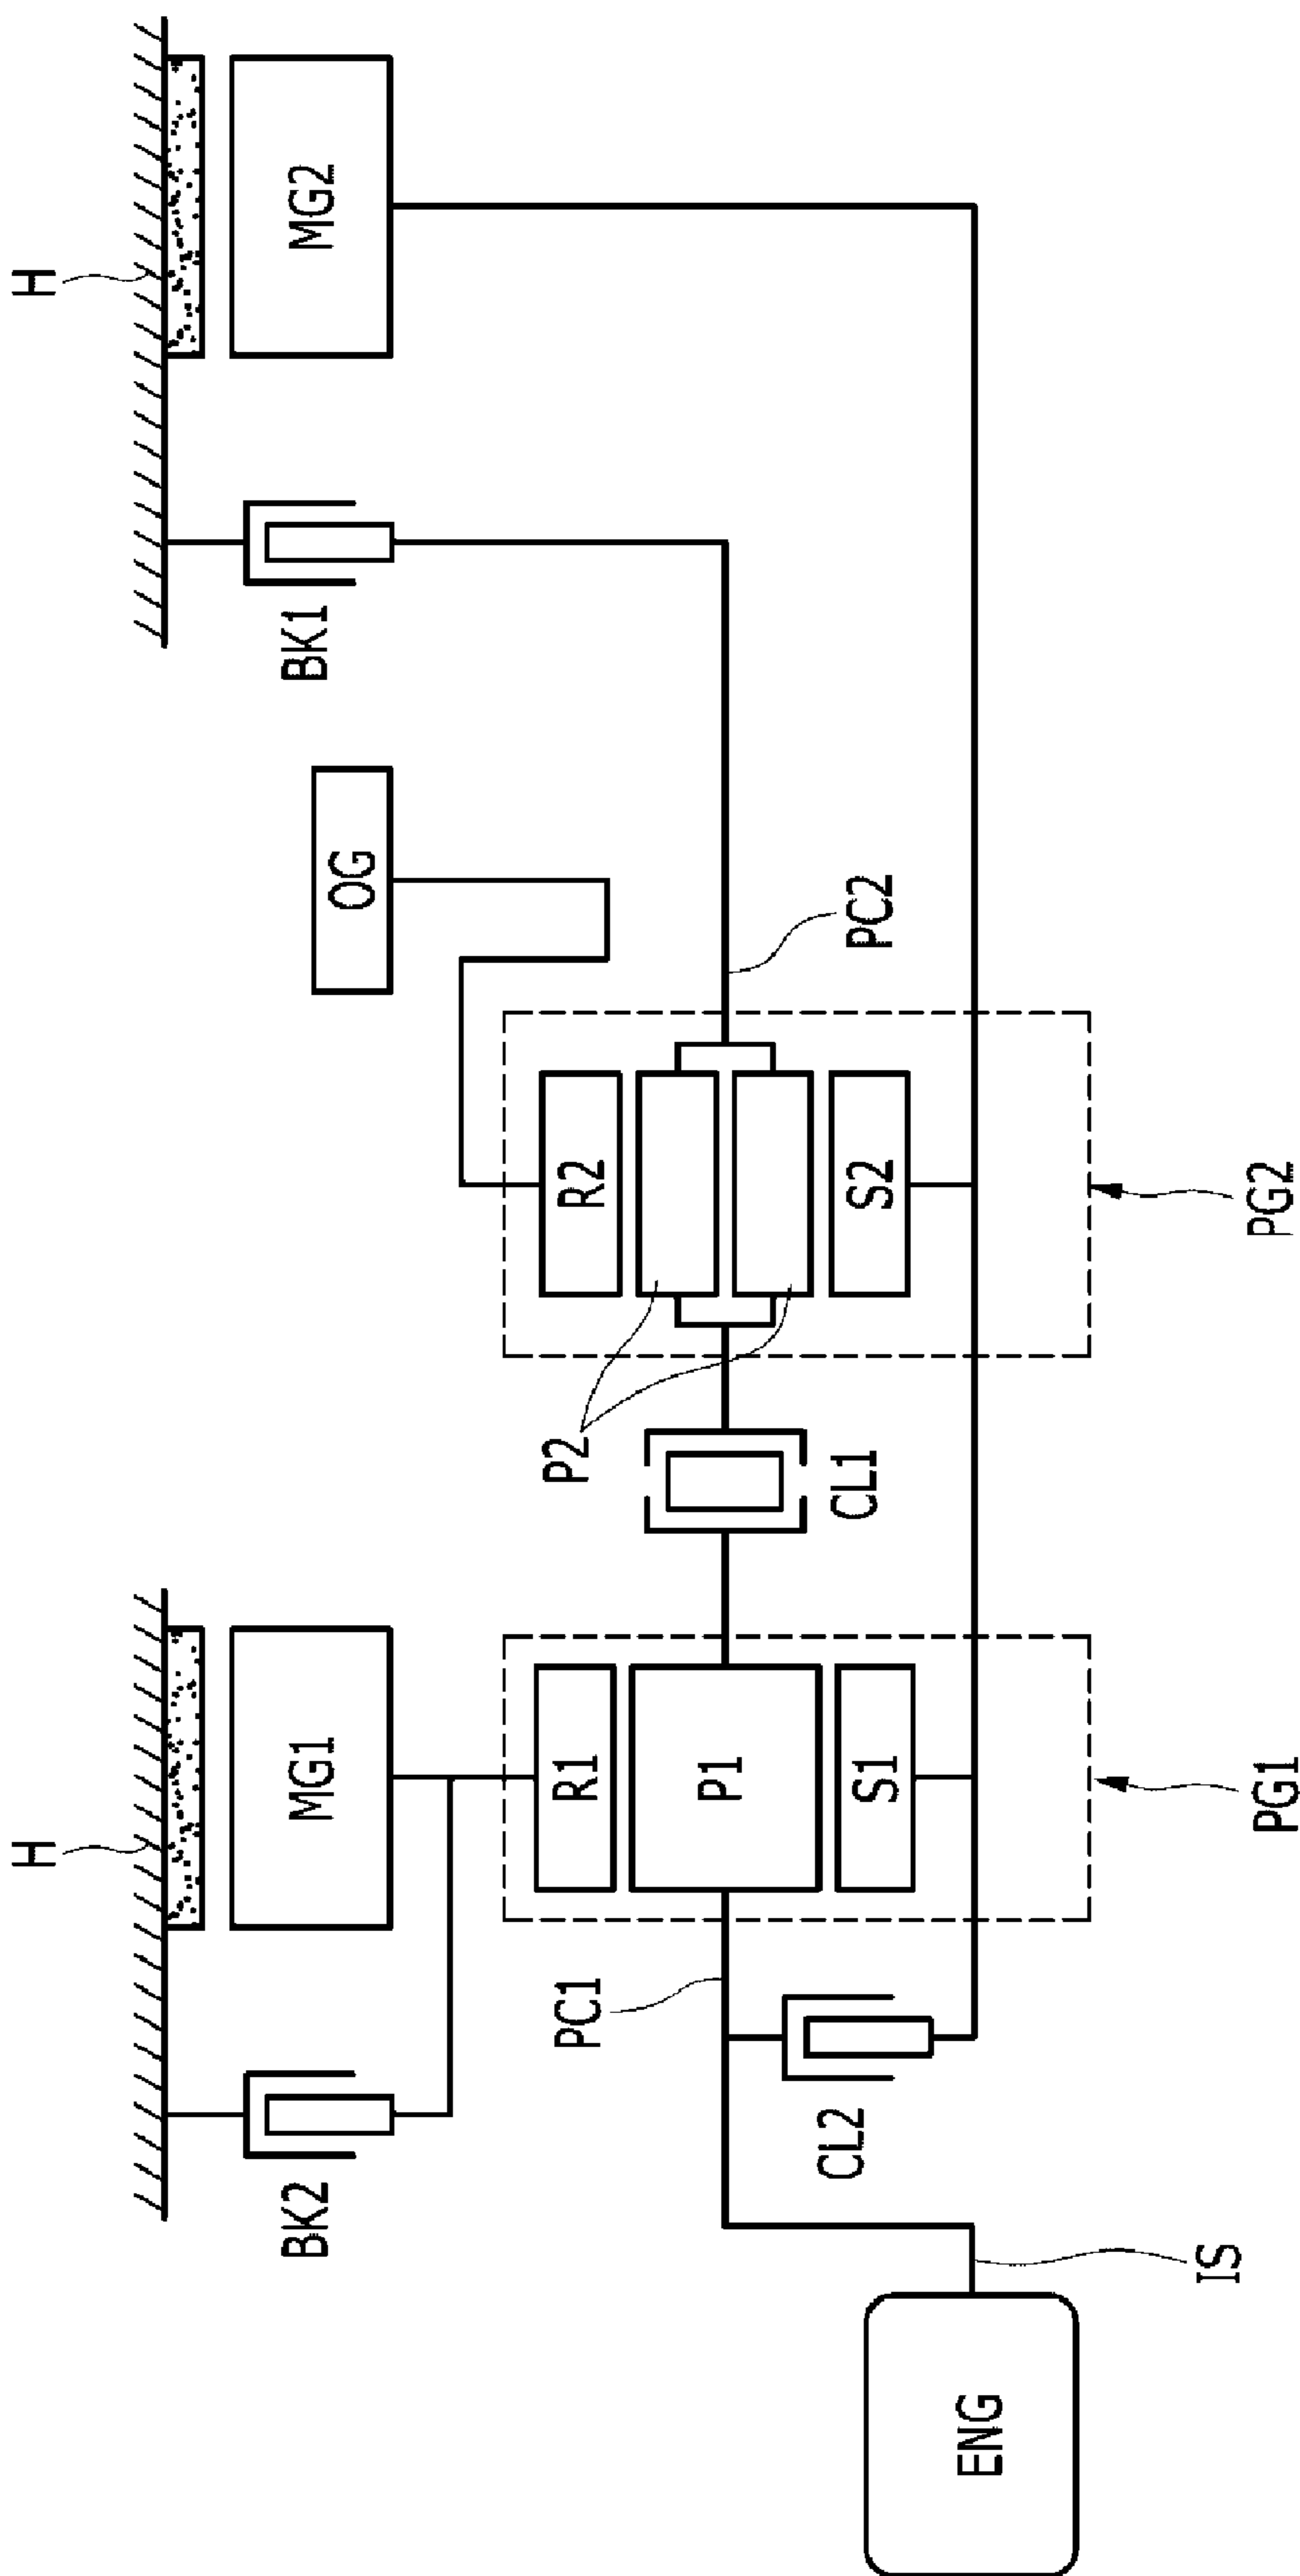 H
H
BK2
MG1
BK1
MG2
OG
R1
R2
PC1
P1
P2
CL1
PC2
CL2
S1
S2
ENG
IS
PG1
PG2